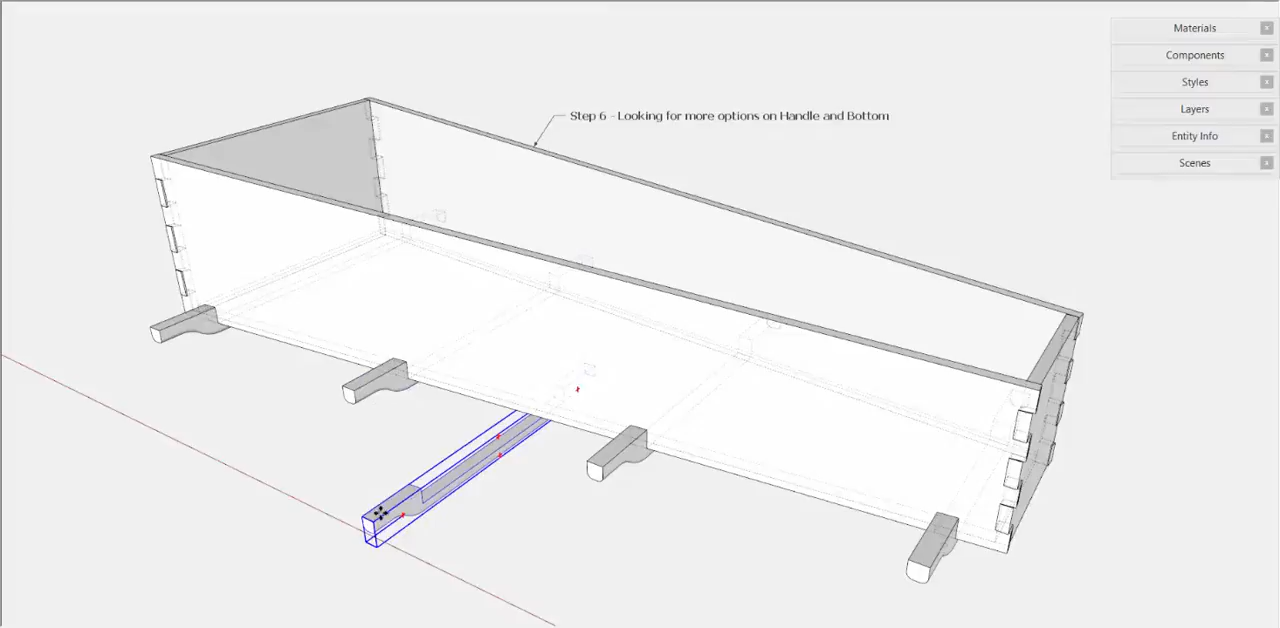 Materials
Components
Step 6 - Looking for more options on Handle and Bottom
Styles
Layers
Entity Info
Scenes